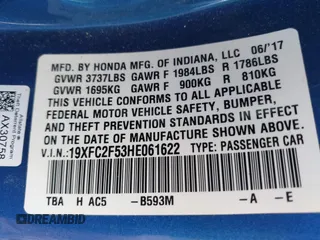 MFD. BY HONDA MFG. OF INDIANA, LLC 06/'17
GVWR 3737LBS GAWR F 1984LBS R 1786LBS
GVWR 1695KG GAWR F 900KG R 810KG
THIS VEHICLE CONFORMS TO ALL APPLICABLE
FEDERAL MOTOR VEHICLE SAFETY, BUMPER,
AND THEFT PREVENTION STANDARDS IN
EFFECT ON THE DATE OF MANUFACTURE
SHOWN ABOVE.
V.I.N.:19XFC2F53HE061622 TYPE: PASSENGER CAR
TBA H AC5 -B593M -A -E
DREAMBID